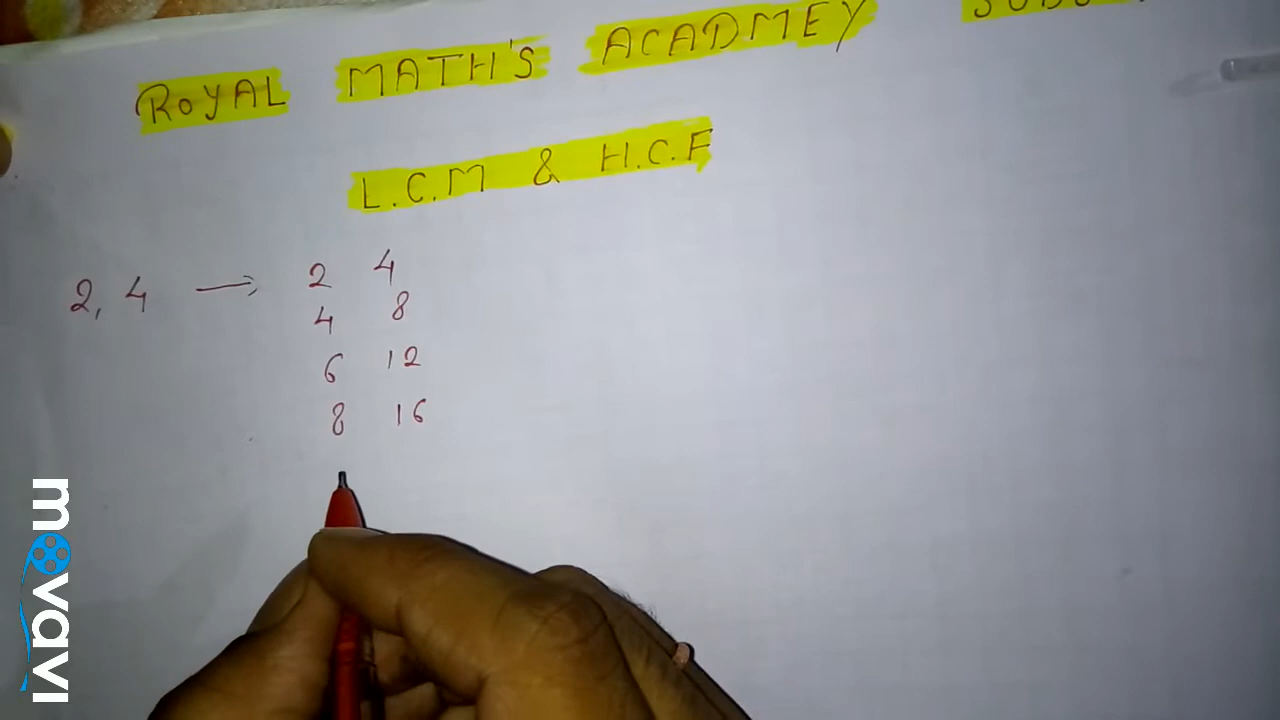 ROYAL MATH'S ACADMEY
L.C.M & H.C.F
2, 4 → 2 4
4 8
6 12
8 16
movavi